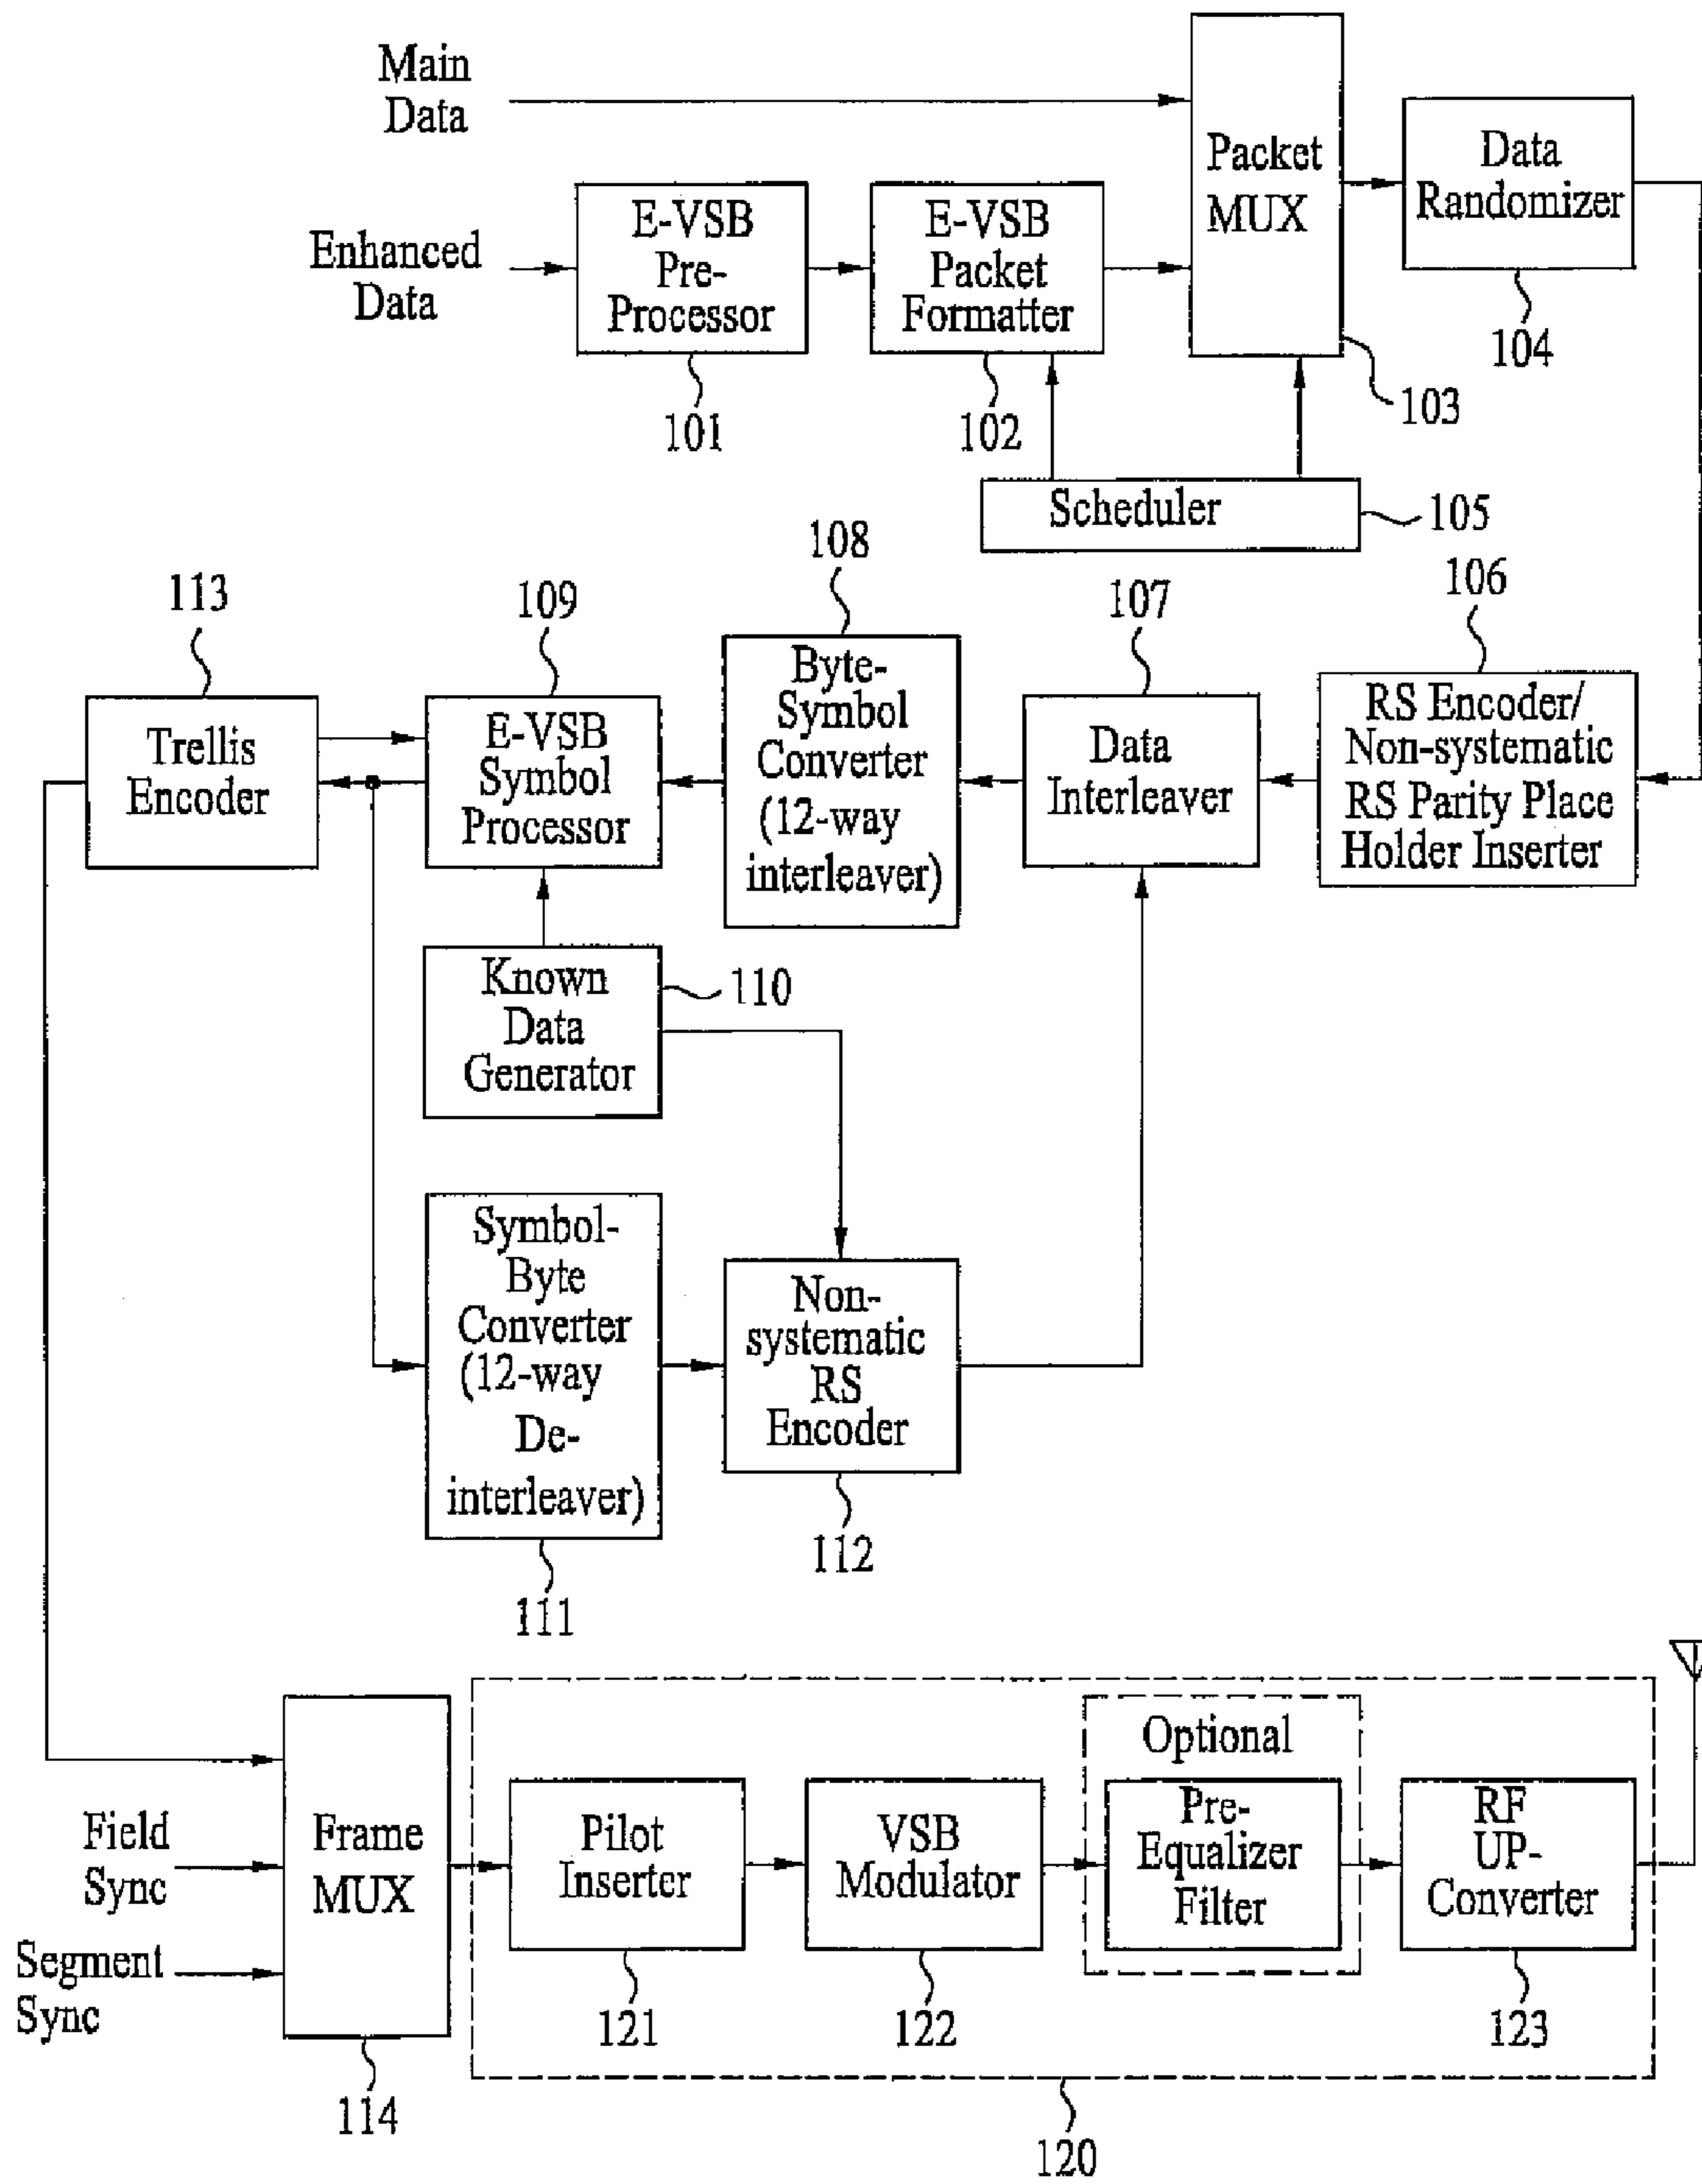 Main
Data
Enhanced
Data
E-VSB
Pre-
Processor
101
E-VSB
Packet
Formatter
102
Packet
MUX
103
Data
Randomizer
104
Scheduler
105
106
RS Encoder/
Non-systematic
RS Parity Place
Holder Inserter
107
Data
Interleaver
108
Byte-
Symbol
Converter
(12-way
interleaver)
109
E-VSB
Symbol
Processor
113
Trellis
Encoder
Known
Data
Generator
110
Symbol-
Byte
Converter
(12-way
De-
interleaver)
111
Non-
systematic
RS
Encoder
112
Field
Sync
Segment
Sync
Frame
MUX
114
Pilot
Inserter
121
VSB
Modulator
122
Optional
Pre-
Equalizer
Filter
RF
UP-
Converter
123
120